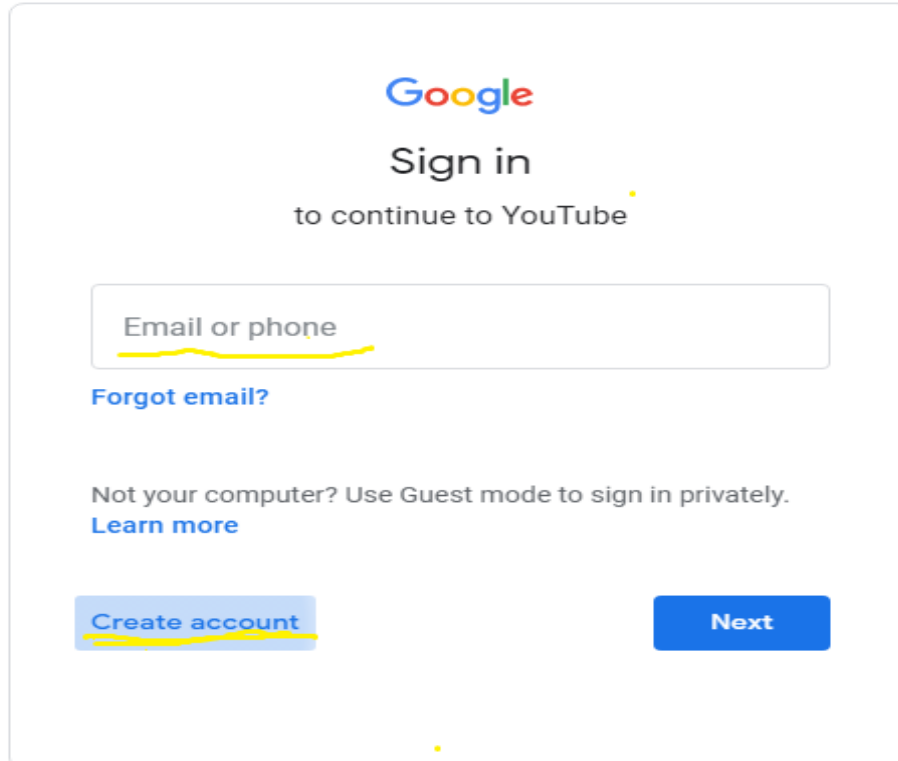 Google
Sign in
to continue to YouTube
Email or phone
Forgot email?
Not your computer? Use Guest mode to sign in privately.
Learn more
Create account
Next